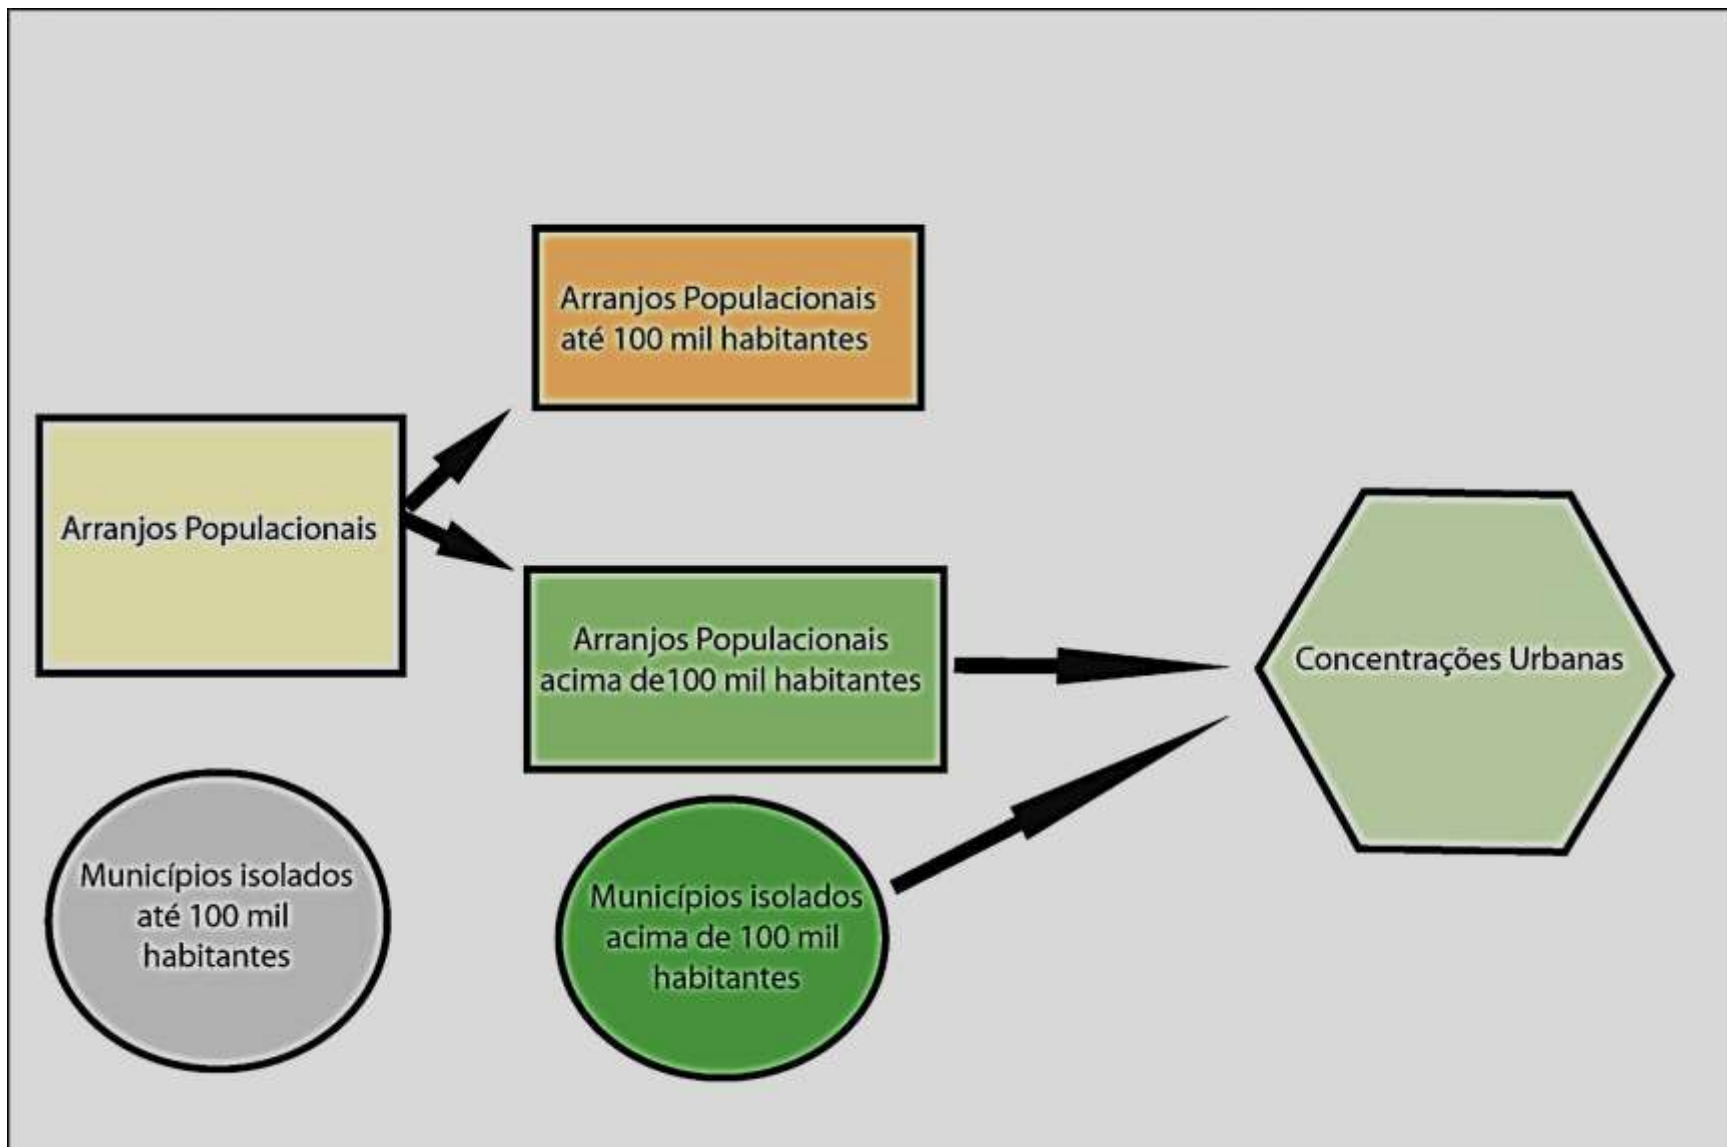 Arranjos Populacionais
até 100 mil habitantes
Arranjos Populacionais
Arranjos Populacionais
acima de100 mil habitantes
Concentrações Urbanas
Municípios isolados
até 100 mil
habitantes
Municípios isolados
acima de 100 mil
habitantes